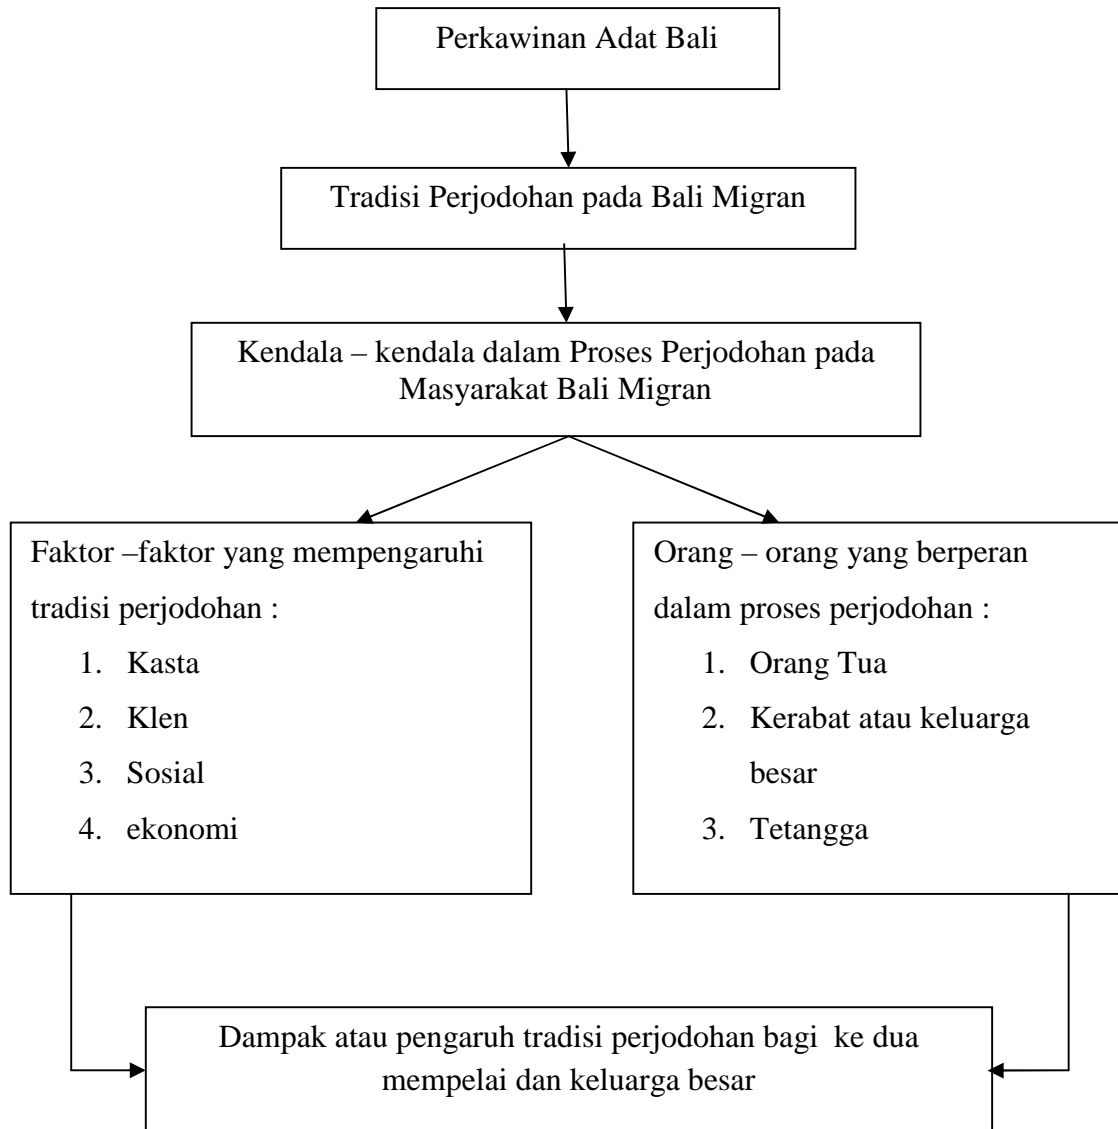 Perkawinan Adat Bali
Tradisi Perjodohan pada Bali Migran
Kendala – kendala dalam Proses Perjodohan pada
Masyarakat Bali Migran
Faktor –faktor yang mempengaruhi
tradisi perjodohan :
1. Kasta
2. Klen
3. Sosial
4. ekonomi
Orang – orang yang berperan
dalam proses perjodohan :
1. Orang Tua
2. Kerabat atau keluarga
besar
3. Tetangga
Dampak atau pengaruh tradisi perjodohan bagi ke dua
mempelai dan keluarga besar